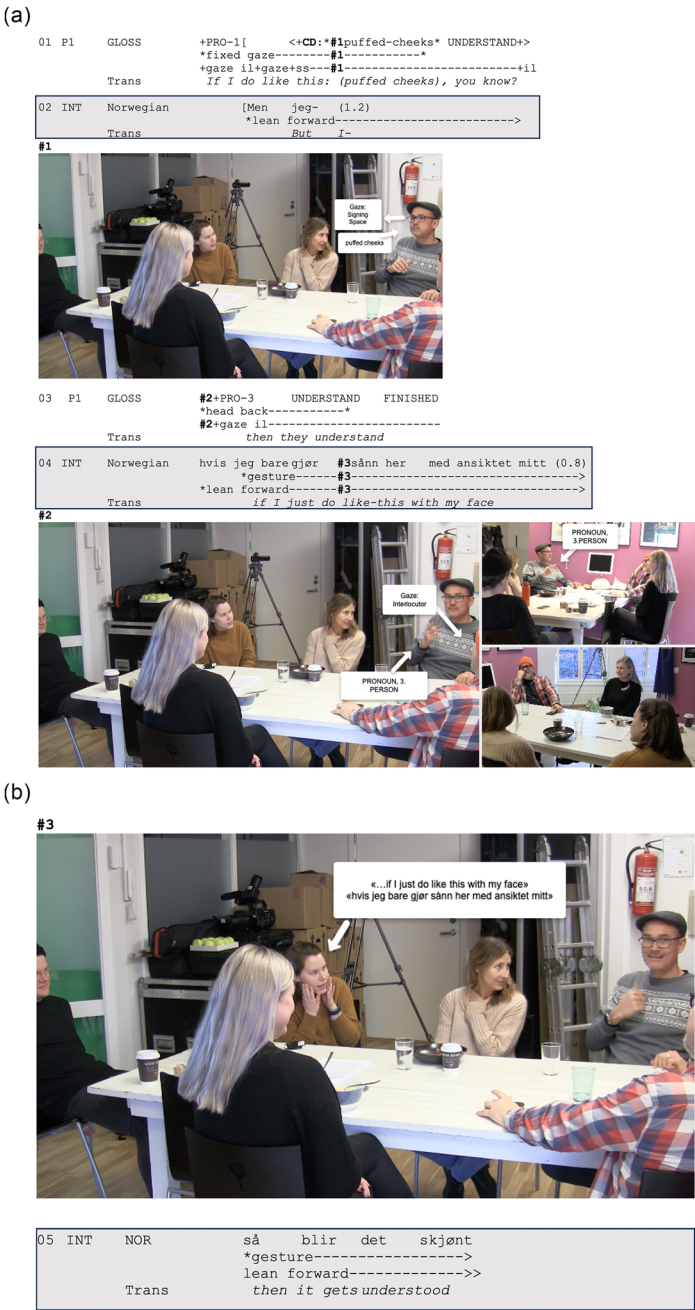 (a)
01 P1 GLOSS +PRO-1[ <+CD:*#1puffed-cheeks* UNDERSTAND+>
*fixed gaze--------#1-----------*
+gaze il+gaze+ss---#1-------------------------+il
Trans If I do like this: (puffed cheeks), you know?
02 INT Norwegian [Men jeg- (1.2)
*lean forward-------------------------->
Trans But I-
#1
Gaze:
Signing
Space
puffed cheeks
03 P1 GLOSS #2+PRO-3 UNDERSTAND FINISHED
*head back-----------*
#2+gaze il-------------------------
Trans then they understand
04 INT Norwegian hvis jeg bare gjør #3sånn her med ansiktet mitt (0.8)
*gesture------#3----------------------------------->
*lean forward-------#3----------------------------------->
Trans if I just do like-this with my face
#2
Gaze:
Interlocutor
PRONOUN, 3.
PERSON
PRONOUN,
3.PERSON
(b)
#3
«...if I just do like this with my face»
«hvis jeg bare gjør sånn her med ansiktet mitt»
05 INT NOR så blir det skjønt
*gesture----------------->
lean forward------------->>
Trans then it gets understood